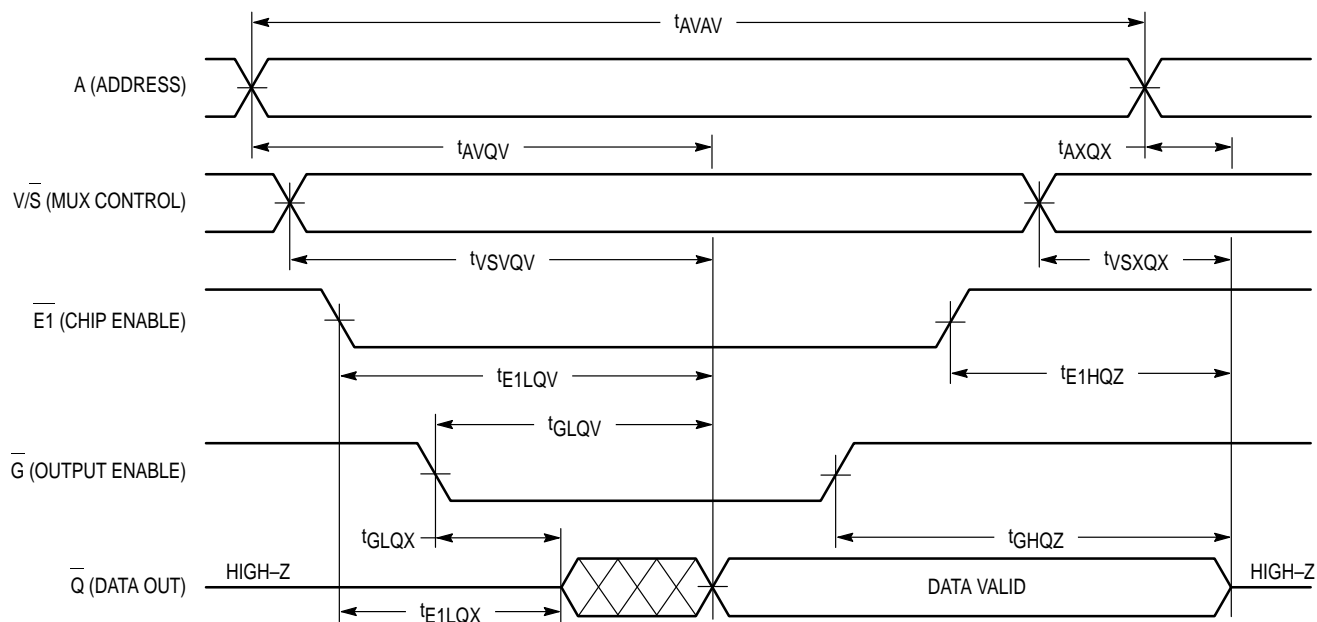 tAVAV
A (ADDRESS)
tAVQV
tAXQX
V/S̅ (MUX CONTROL)
tVSVQV
tVSXQX
E̅1̅ (CHIP ENABLE)
tE1LQV
tE1HQZ
tGLQV
G̅ (OUTPUT ENABLE)
tGLQX
tGHQZ
Q̅ (DATA OUT)
HIGH–Z
DATA VALID
HIGH–Z
tE1LQX